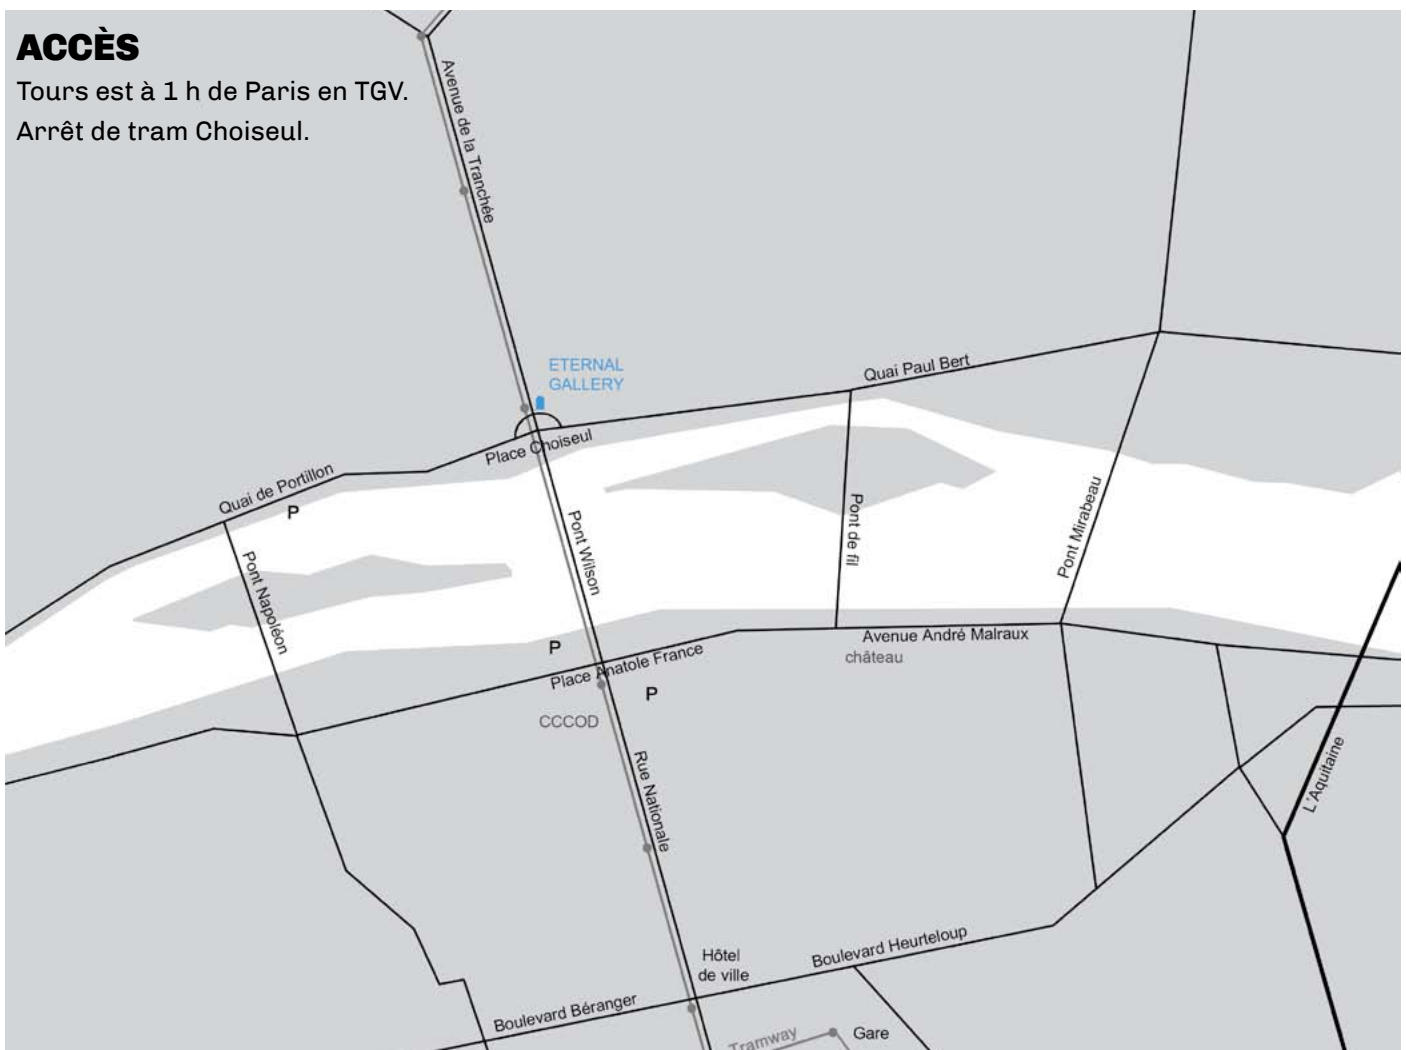 ACCÈS
Tours est à 1 h de Paris en TGV.
Arrêt de tram Choiseul.
Avenue de la Tranchée
ETERNAL
GALLERY
Quai Paul Bert
Place Choiseul
Quai de Portillon
P
Pont Napoléon
Pont Wilson
Pont de fil
Pont Mirabeau
P
Place Anatole France
Avenue André Malraux
château
P
CCCOD
Rue Nationale
L'Aquitaine
Hôtel
de ville
Boulevard Heurteloup
Boulevard Béranger
Tramway
Gare